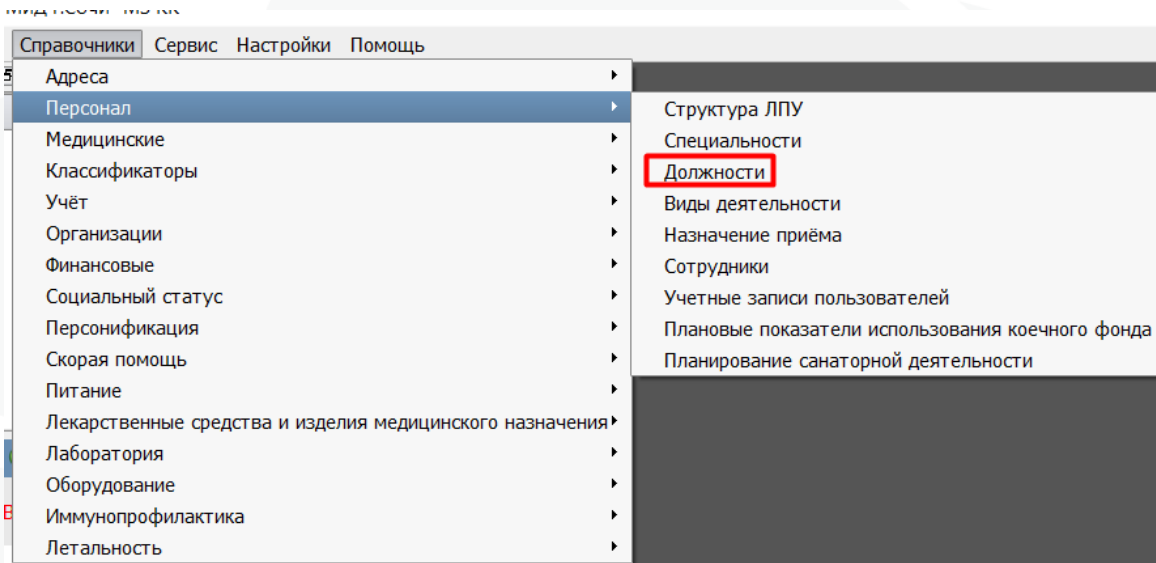 Справочники Сервис Настройки Помощь
Адреса
Персонал
Медицинские
Классификаторы
Учёт
Организации
Финансовые
Социальный статус
Персонификация
Скорая помощь
Питание
Лекарственные средства и изделия медицинского назначения
Лаборатория
Оборудование
Иммунопрофилактика
Летальность
Структура ЛПУ
Специальности
Должности
Виды деятельности
Назначение приёма
Сотрудники
Учетные записи пользователей
Плановые показатели использования коечного фонда
Планирование санаторной деятельности